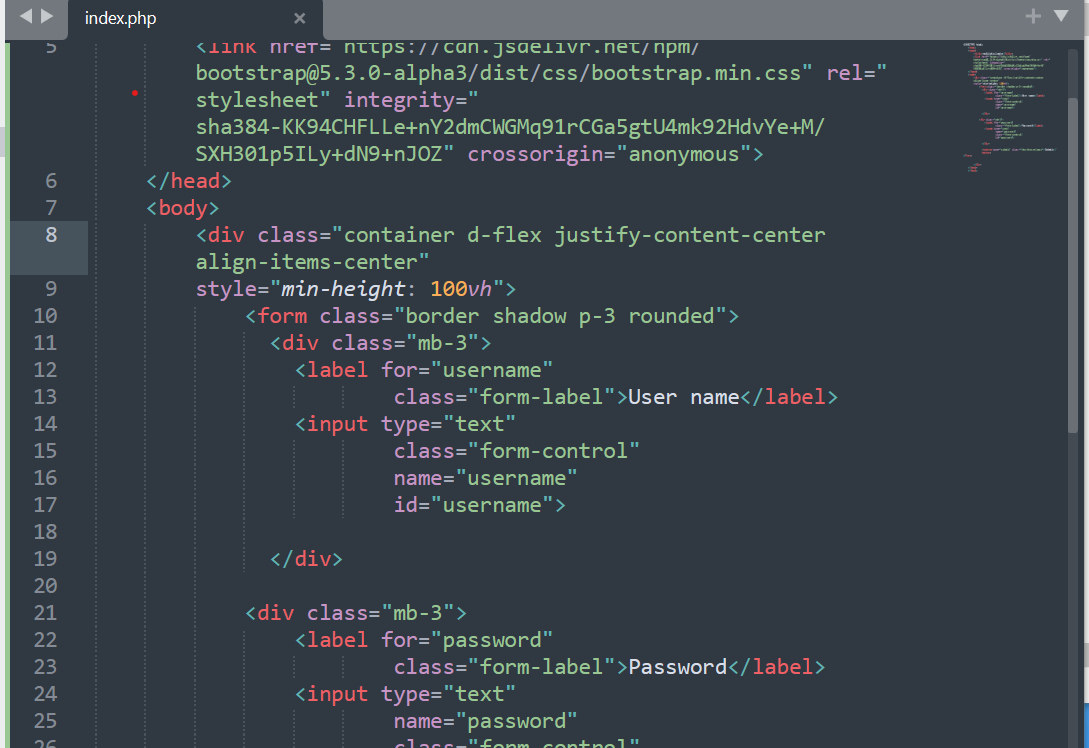 index.php
5 <link href="https://cdn.jsdelivr.net/npm/
bootstrap@5.3.0-alpha3/dist/css/bootstrap.min.css" rel="
stylesheet" integrity="
sha384-KK94CHFLLe+nY2dmCWGMq91rCGa5gtU4mk92HdvYe+M/
SXH301p5ILy+dN9+nJOZ" crossorigin="anonymous">
6 </head>
7 <body>
8 <div class="container d-flex justify-content-center
align-items-center"
9 style="min-height: 100vh">
10 <form class="border shadow p-3 rounded">
11 <div class="mb-3">
12 <label for="username"
13 class="form-label">User name</label>
14 <input type="text"
15 class="form-control"
16 name="username"
17 id="username">
18
19 </div>
20
21 <div class="mb-3">
22 <label for="password"
23 class="form-label">Password</label>
24 <input type="text"
25 name="password"
26 class="form-control"